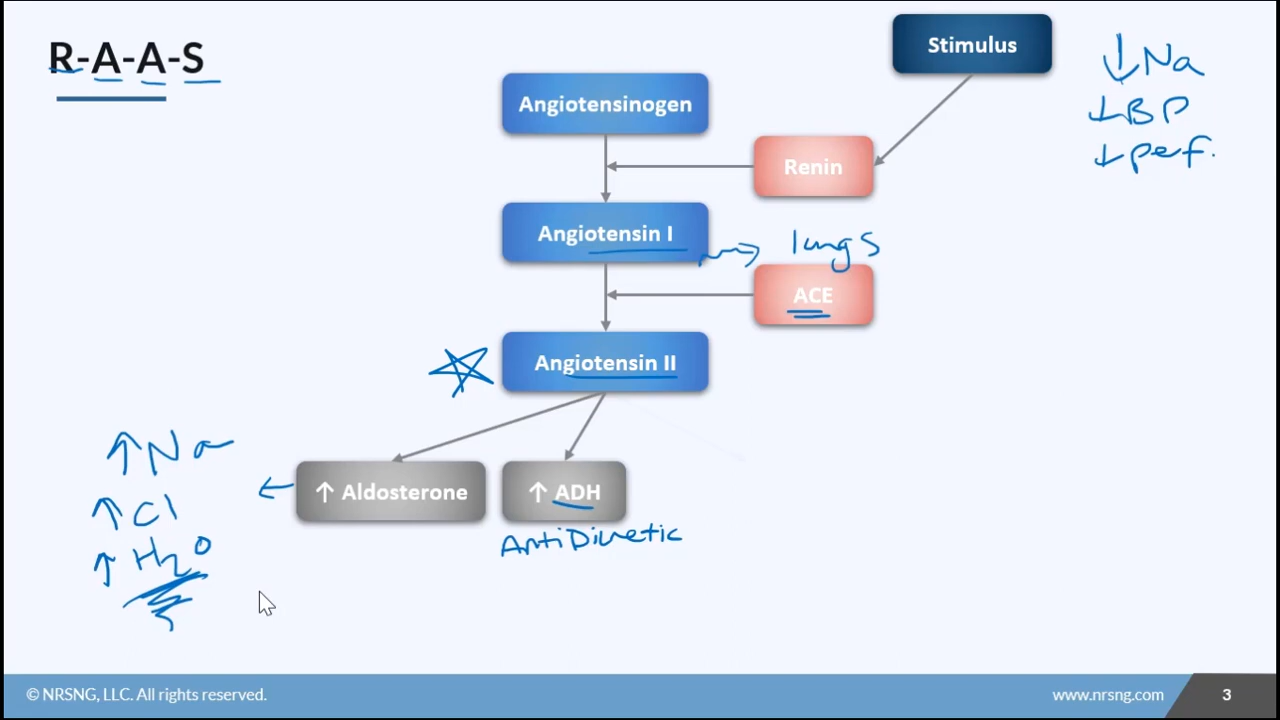 R-A-A-S
Stimulus
↓Na
↓BP
↓perf.
Angiotensinogen
Renin
Angiotensin I
lungs
ACE
Angiotensin II
↑Na
↑Cl
↑H2O
↑ Aldosterone
↑ ADH
AntiDiuretic
© NRSNG, LLC. All rights reserved.
www.nrsng.com
3